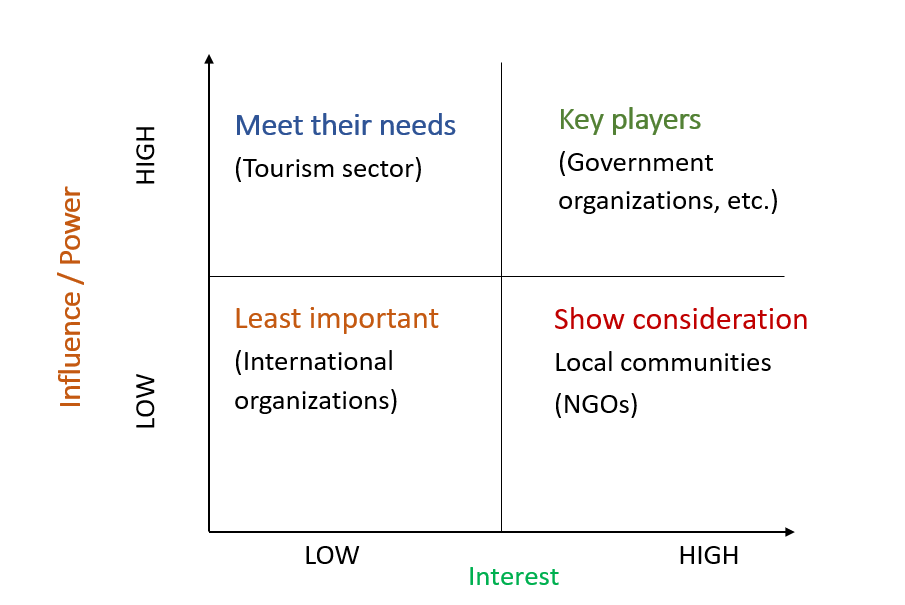 Influence / Power
HIGH
LOW
Meet their needs
(Tourism sector)
Key players
(Government
organizations, etc.)
Least important
(International
organizations)
Show consideration
Local communities
(NGOs)
LOW
HIGH
Interest